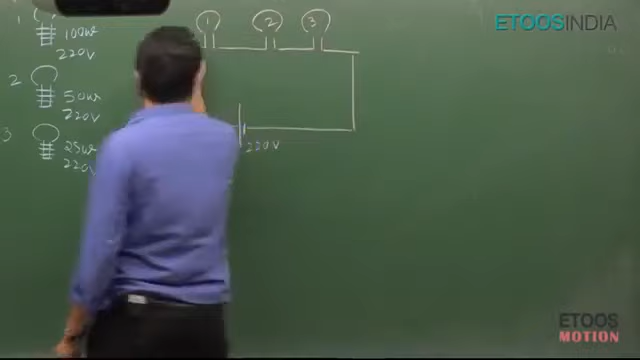 1
100w
220V
2
50w
220V
3
25w
220V
1 2 3
220V
ETOOSINDIA
ETOOS
MOTION